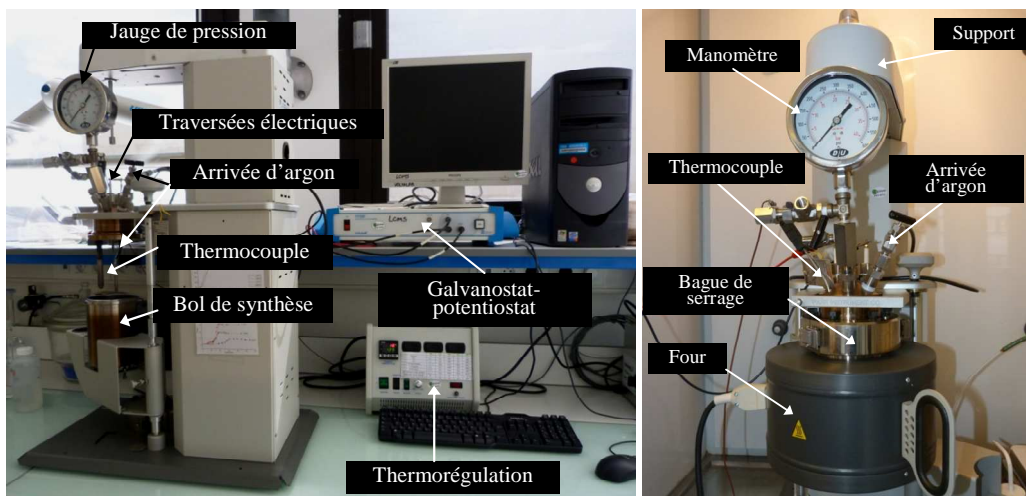 Jauge de pression
Traversées électriques
Arrivée d'argon
Thermocouple
Bol de synthèse
Galvanostat-
potentiostat
LCMS
Thermorégulation
Support
Manomètre
Thermocouple
Arrivée
d'argon
Bague de
serrage
Four